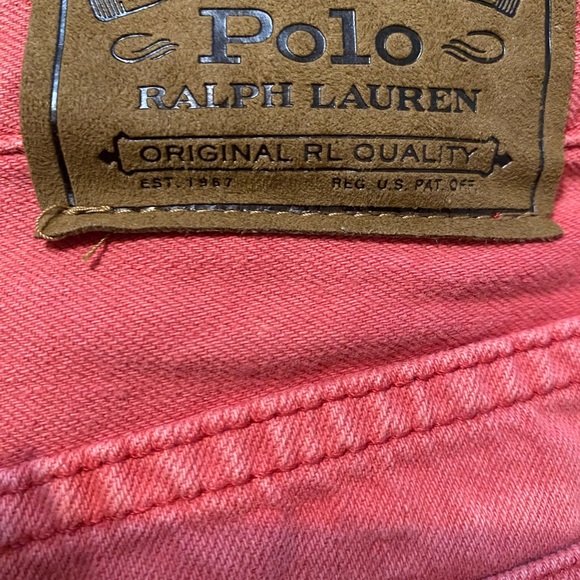 Polo
RALPH LAUREN
ORIGINAL RL QUALITY
EST. 1967 REG. U.S. PAT. OFF.